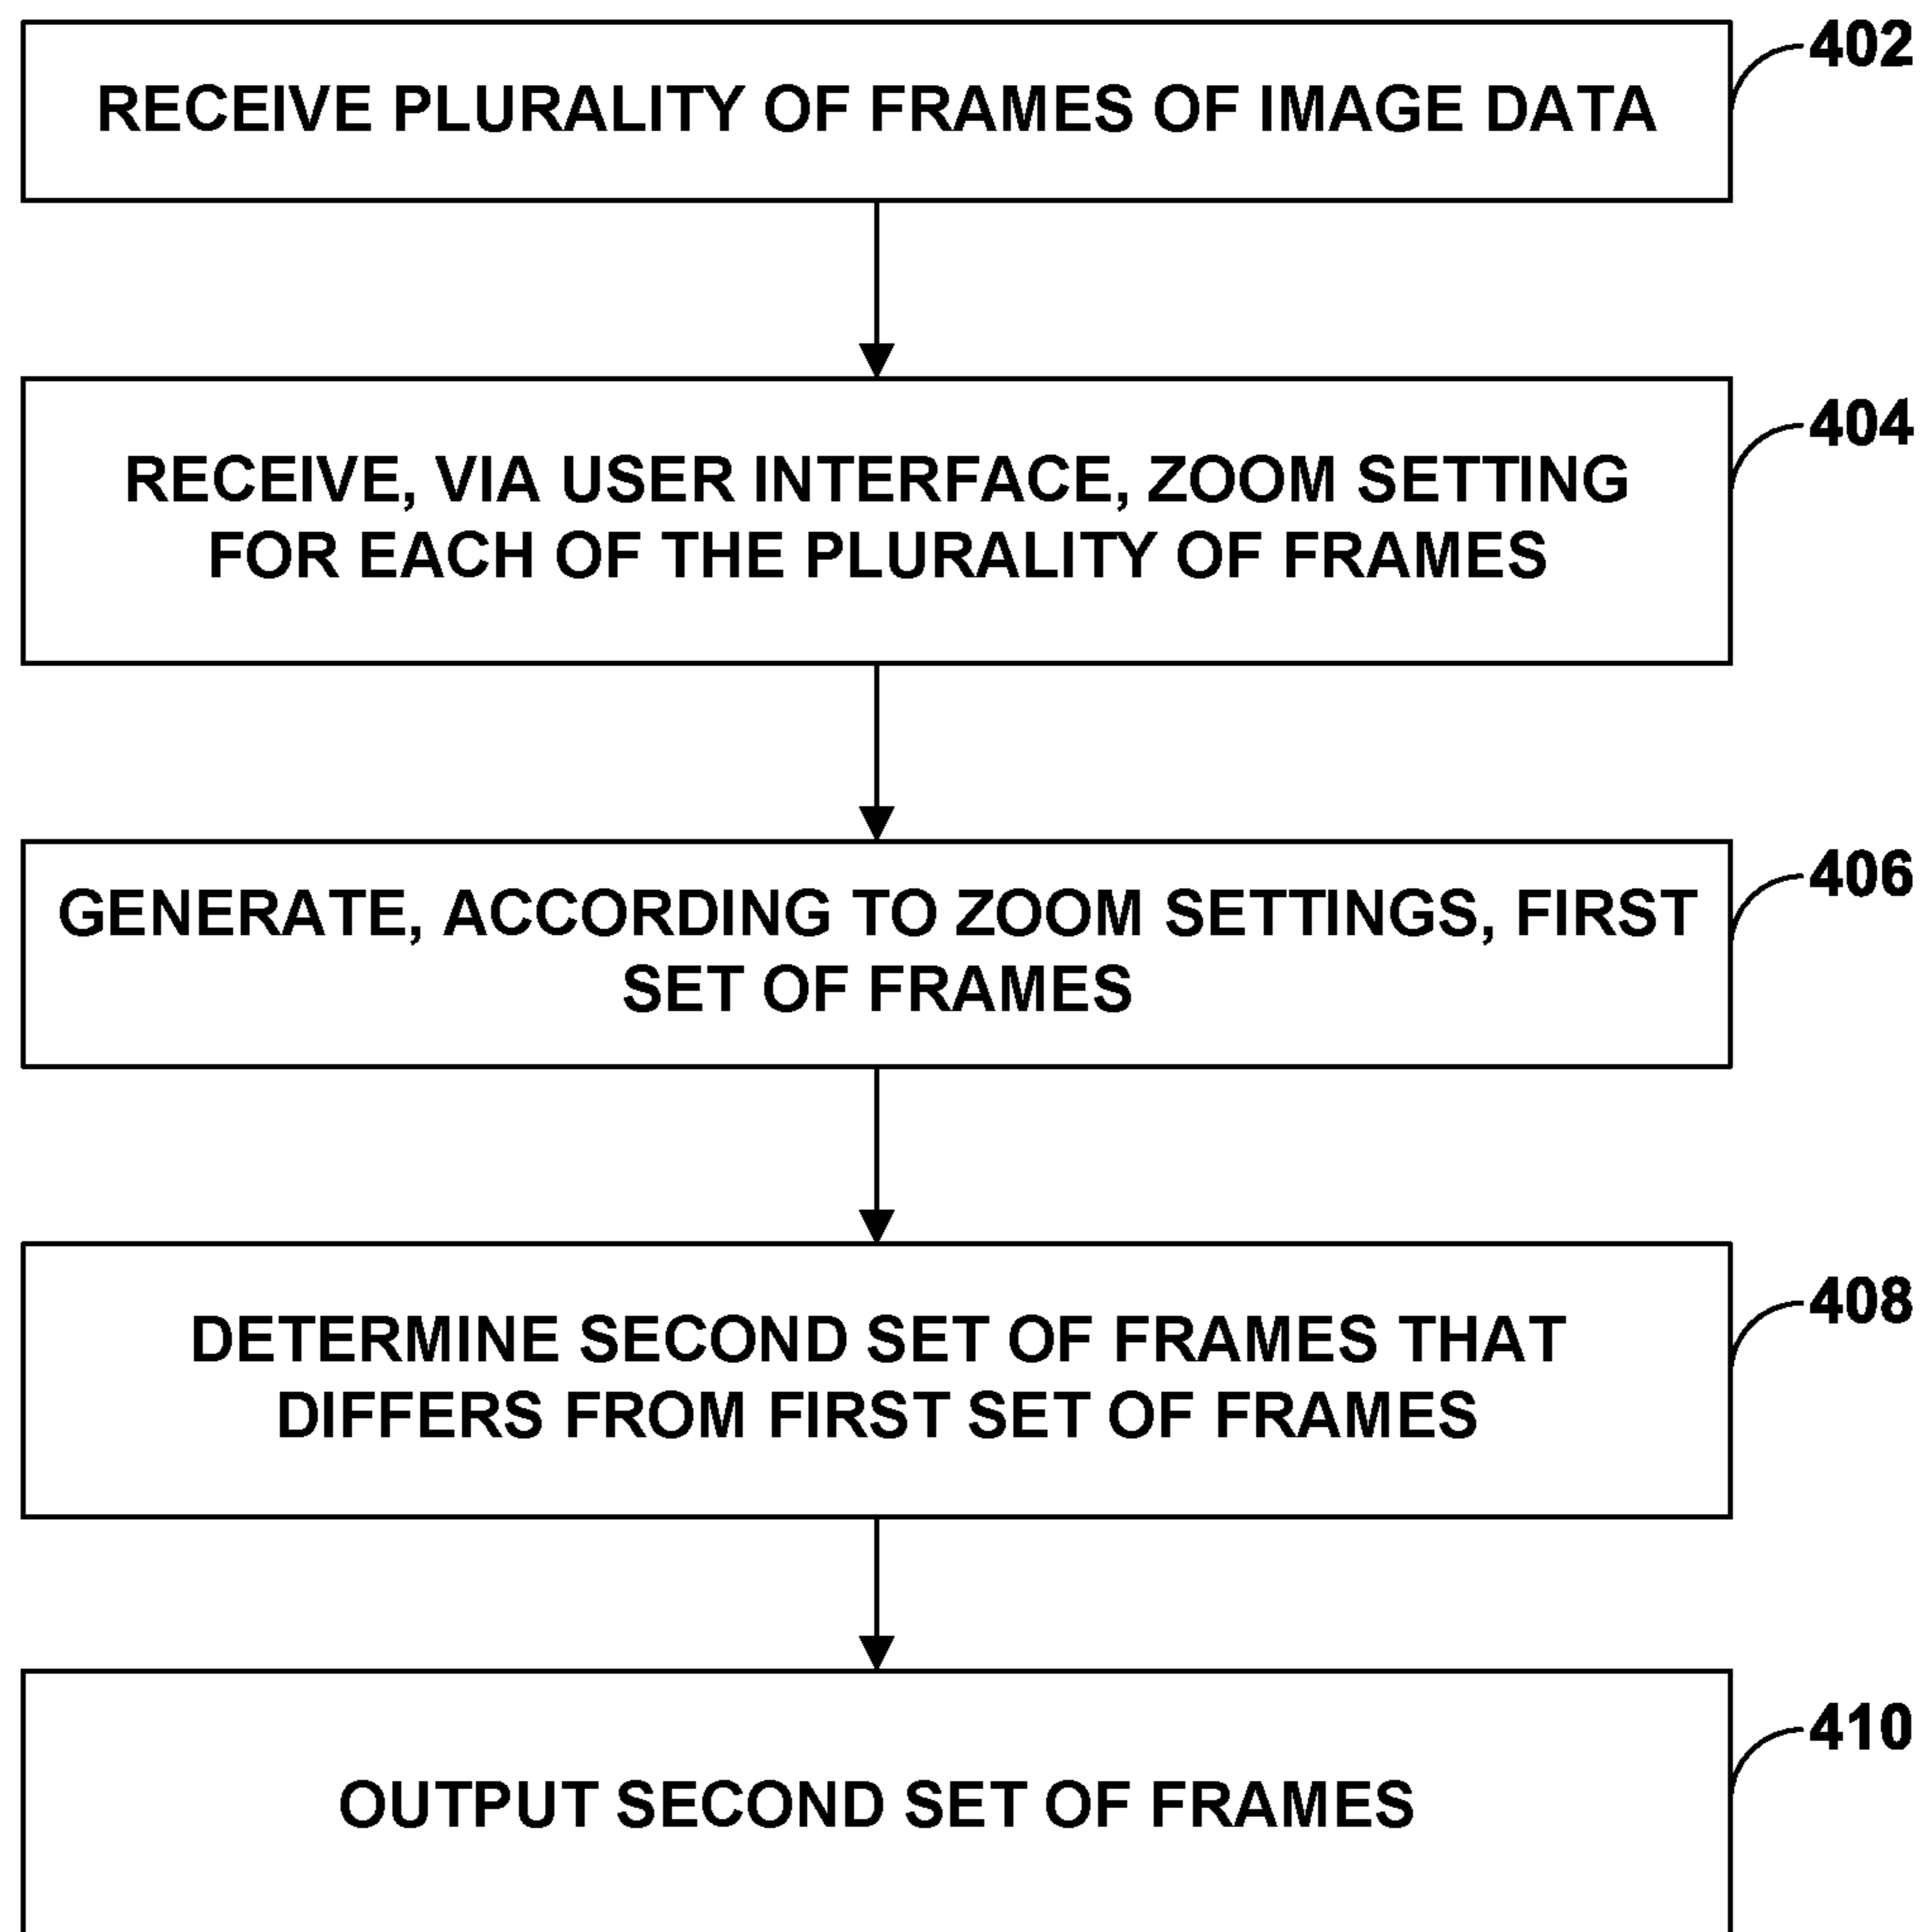 402
RECEIVE PLURALITY OF FRAMES OF IMAGE DATA
404
RECEIVE, VIA USER INTERFACE, ZOOM SETTING
FOR EACH OF THE PLURALITY OF FRAMES
406
GENERATE, ACCORDING TO ZOOM SETTINGS, FIRST
SET OF FRAMES
408
DETERMINE SECOND SET OF FRAMES THAT
DIFFERS FROM FIRST SET OF FRAMES
410
OUTPUT SECOND SET OF FRAMES